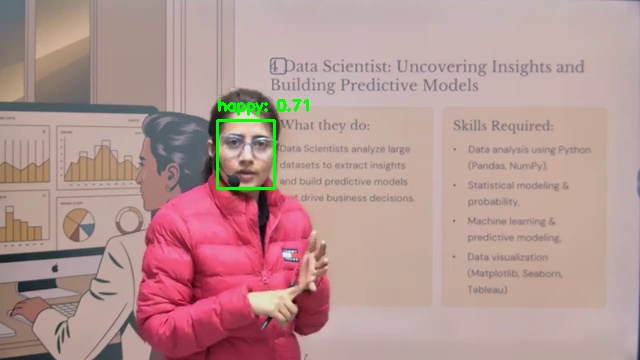 4 Data Scientist: Uncovering Insights and
Building Predictive Models
happy: 0.71
What they do:
Data Scientists analyze large
datasets to extract insights
and build predictive models
drive business decisions.
Skills Required:
• Data analysis using Python
(Pandas, NumPy),
• Statistical modeling &
probability,
• Machine learning &
predictive modeling,
• Data visualization
(Matplotlib, Seaborn,
Tableau)